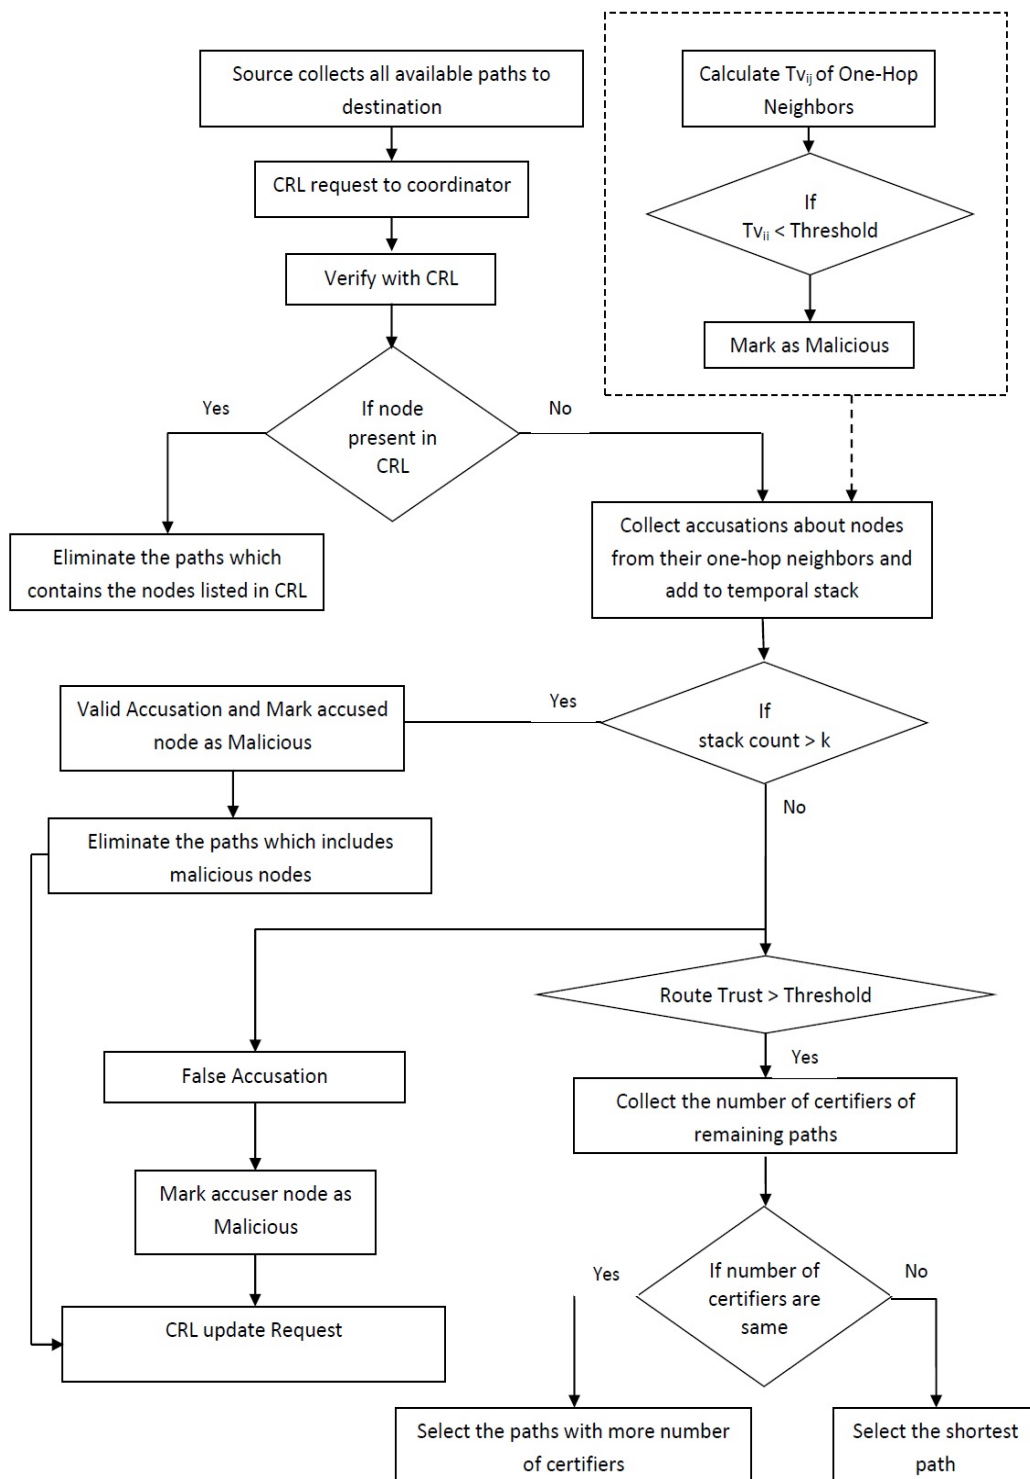 Source collects all available paths to
destination
CRL request to coordinator
Verify with CRL
Calculate Tvij of One-Hop
Neighbors
If
Tvii < Threshold
Mark as Malicious
Yes
If node
present in
CRL
No
Eliminate the paths which
contains the nodes listed in CRL
Collect accusations about nodes
from their one-hop neighbors and
add to temporal stack
If
stack count > k
Yes
No
Valid Accusation and Mark accused
node as Malicious
Eliminate the paths which includes
malicious nodes
Route Trust > Threshold
Yes
False Accusation
Mark accuser node as
Malicious
CRL update Request
Collect the number of certifiers of
remaining paths
Yes
If number of
certifiers are
same
No
Select the paths with more number
of certifiers
Select the shortest
path